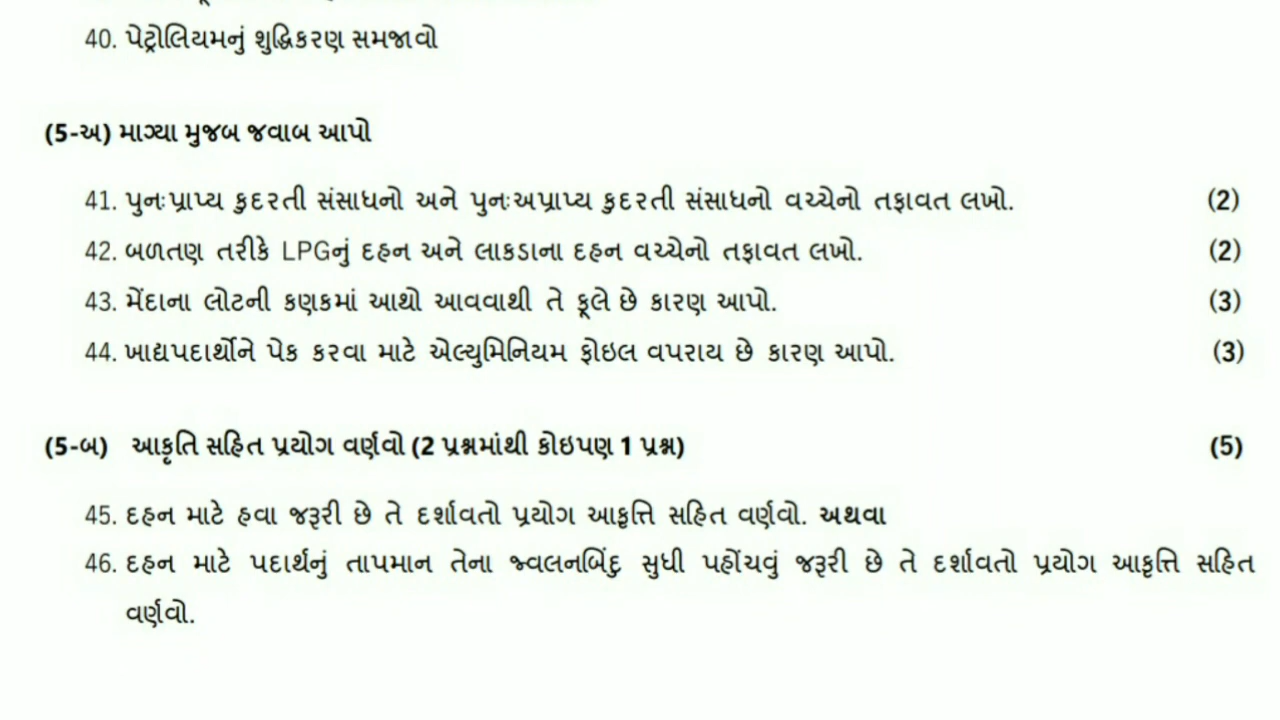 40. પેટ્રોલિયમનું શુદ્ધિકરણ સમજાવો
(5-અ) માગ્યા મુજબ જવાબ આપો
41. પુનઃપ્રાપ્ય કુદરતી સંસાધનો અને પુનઃઅપ્રાપ્ય કુદરતી સંસાધનો વચ્ચેનો તફાવત લખો. (2)
42. બળતણ તરીકે LPGનું દહન અને લાકડાના દહન વચ્ચેનો તફાવત લખો. (2)
43. મેંદાના લોટની કણકમાં આથો આવવાથી તે ફૂલે છે કારણ આપો. (3)
44. ખાદ્યપદાર્થોને પેક કરવા માટે એલ્યુમિનિયમ ફોઇલ વપરાય છે કારણ આપો. (3)
(5-બ) આકૃતિ સહિત પ્રયોગ વર્ણવો (2 પ્રશ્નમાંથી કોઇપણ 1 પ્રશ્ન) (5)
45. દહન માટે હવા જરૂરી છે તે દર્શાવતો પ્રયોગ આકૃત્તિ સહિત વર્ણવો. અથવા
46. દહન માટે પદાર્થનું તાપમાન તેના જ્વલનબિંદુ સુધી પહોંચવું જરૂરી છે તે દર્શાવતો પ્રયોગ આકૃત્તિ સહિત
વર્ણવો.